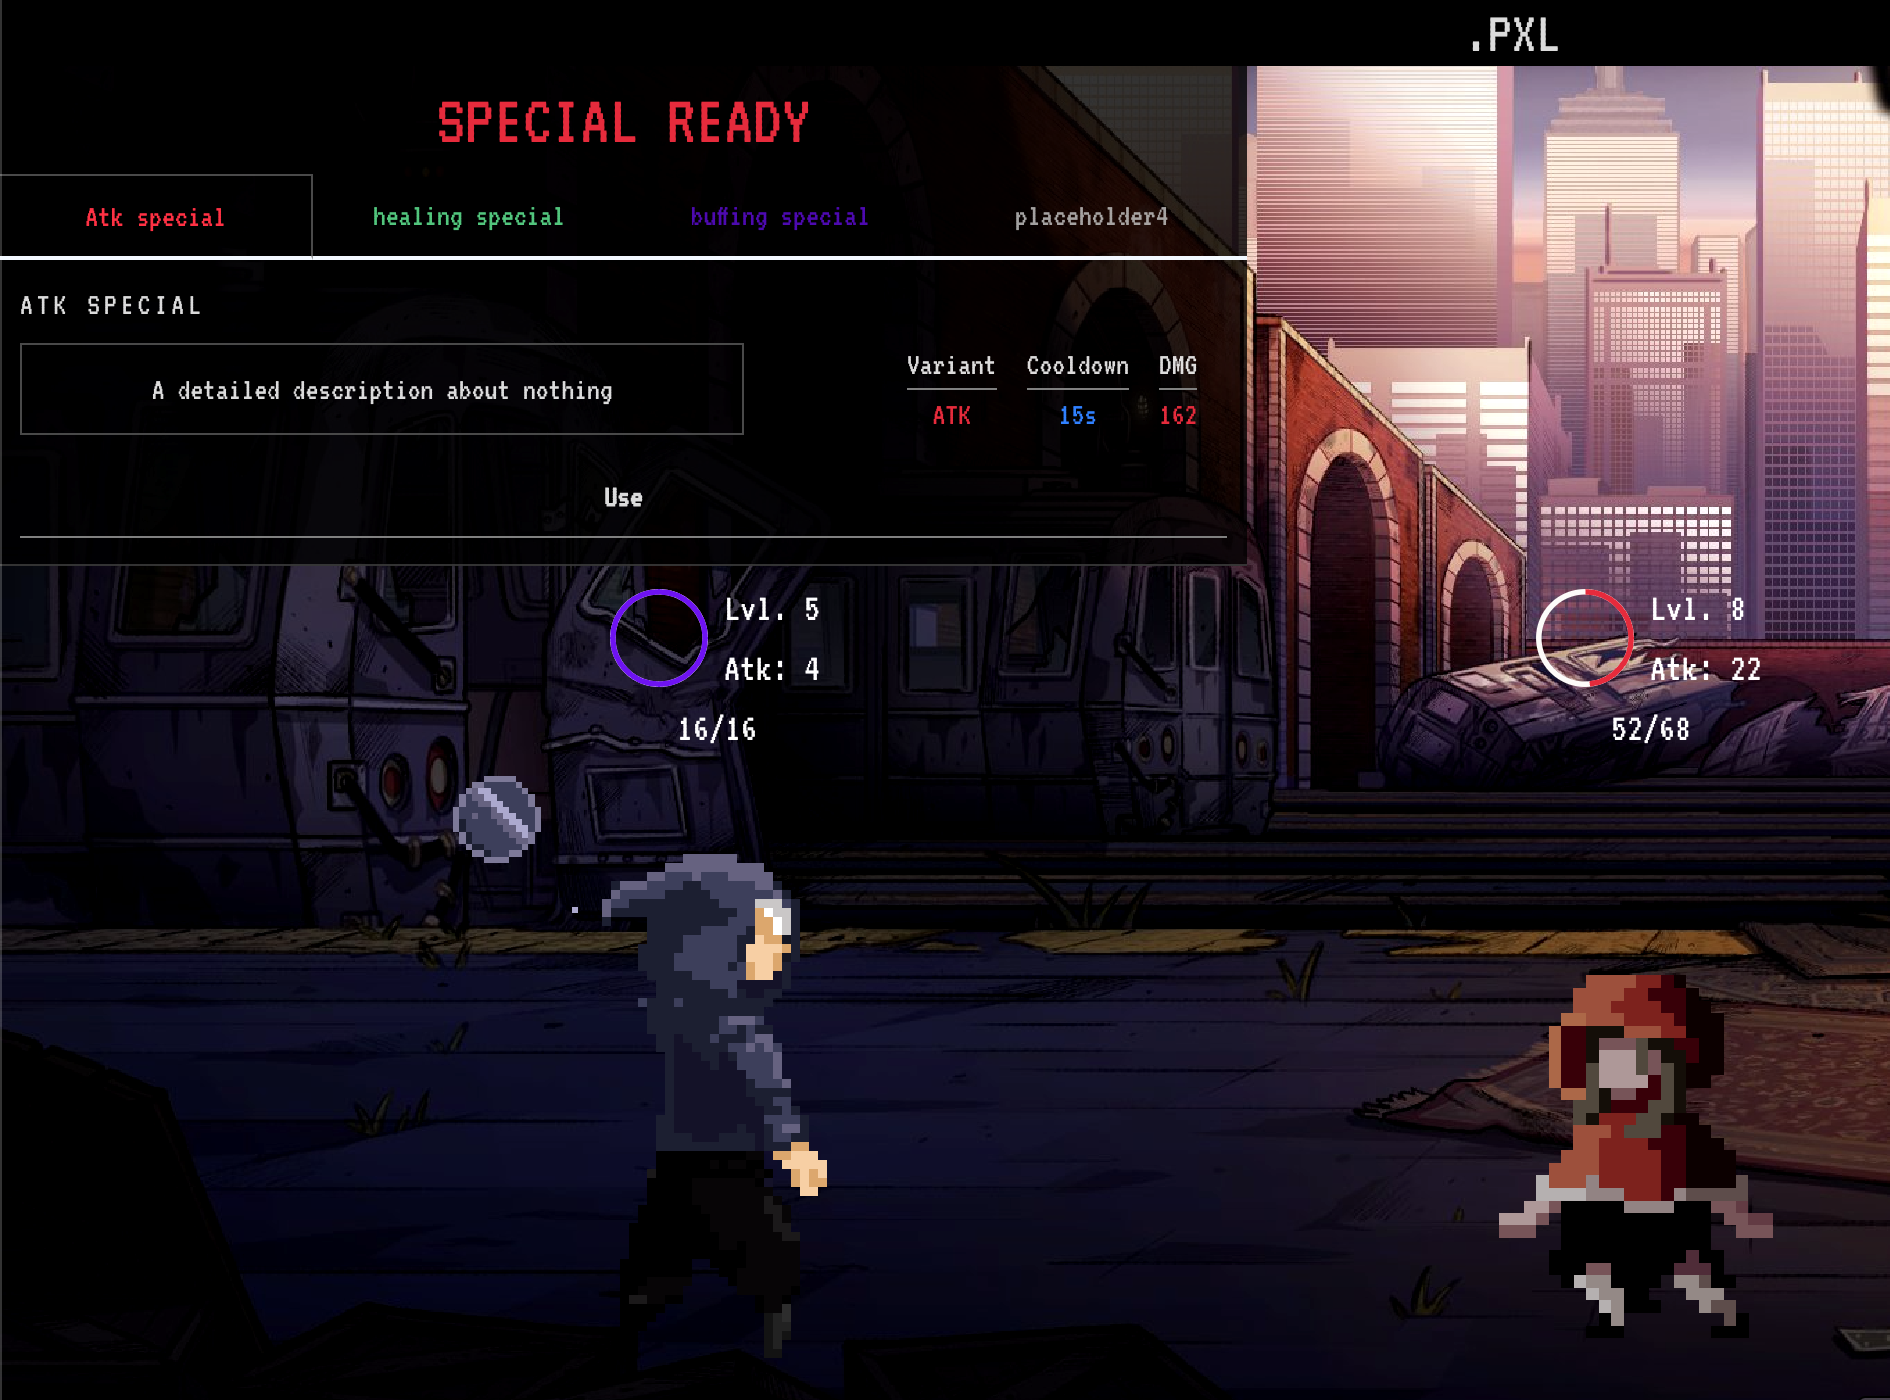 .PXL
SPECIAL READY
Atk special healing special buffing special placeholder4
ATK SPECIAL
A detailed description about nothing
Variant Cooldown DMG
ATK 15s 162
Use
Lvl. 5
Atk: 4
16/16
Lvl. 8
Atk: 22
52/68